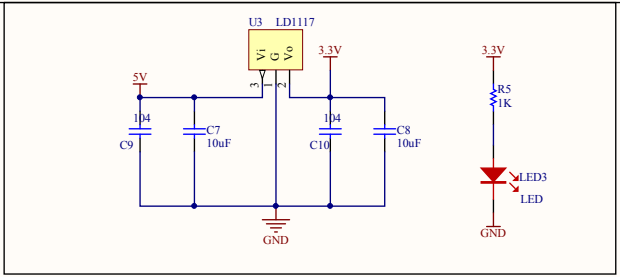 U3 LD1117
Vi
G
Vo
3
1
2
5V
3.3V
3.3V
104
C9
C7
10uF
104
C10
C8
10uF
R5
1K
LED3
LED
GND
GND